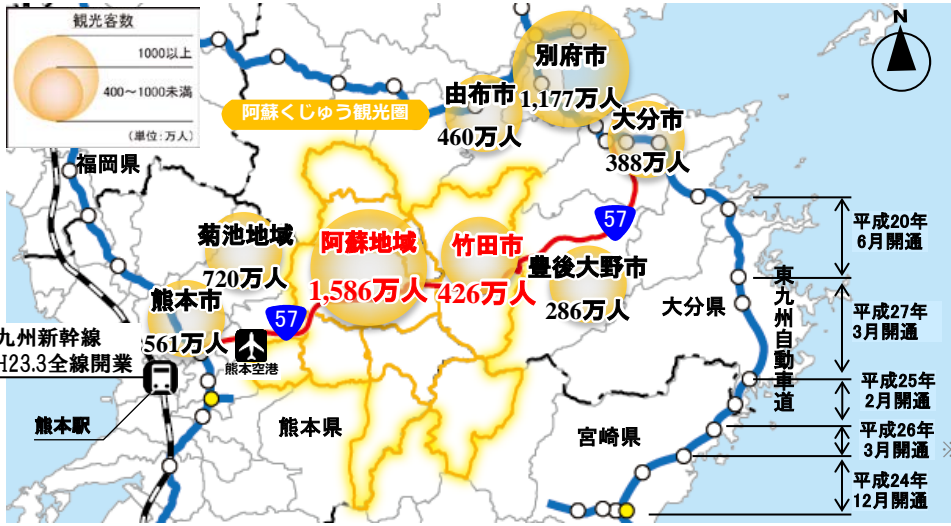 観光客数
1000以上
400～1000未満
(単位:万人)
N
別府市
1,177万人
由布市
460万人
阿蘇くじゅう観光圏
大分市
388万人
福岡県
57
菊池地域
720万人
阿蘇地域
1,586万人
竹田市
426万人
豊後大野市
286万人
大分県
熊本市
561万人
57
熊本空港
九州新幹線
H23.3全線開業
熊本駅
熊本県
宮崎県
東九州自動車道
平成20年
6月開通
平成27年
3月開通
平成25年
2月開通
平成26年
3月開通 ※
平成24年
12月開通